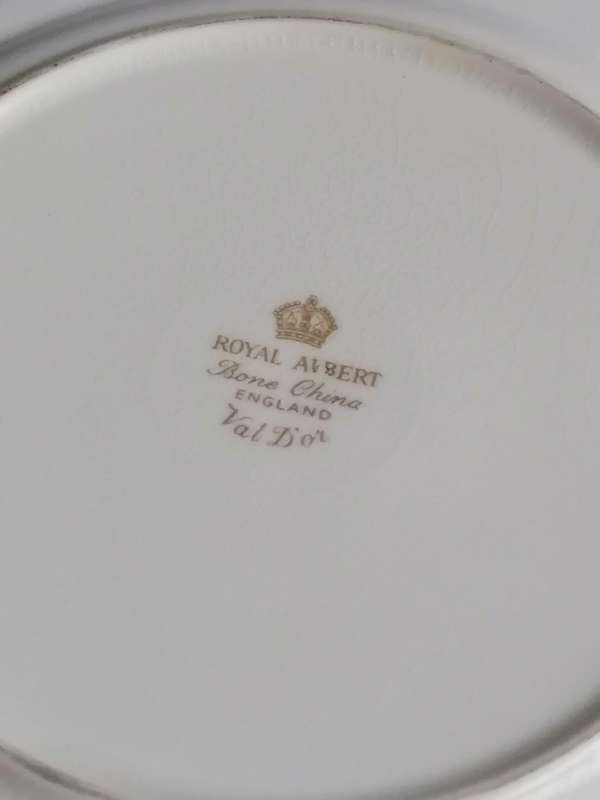 ROYAL ALBERT
Bone China
ENGLAND
Val D'or